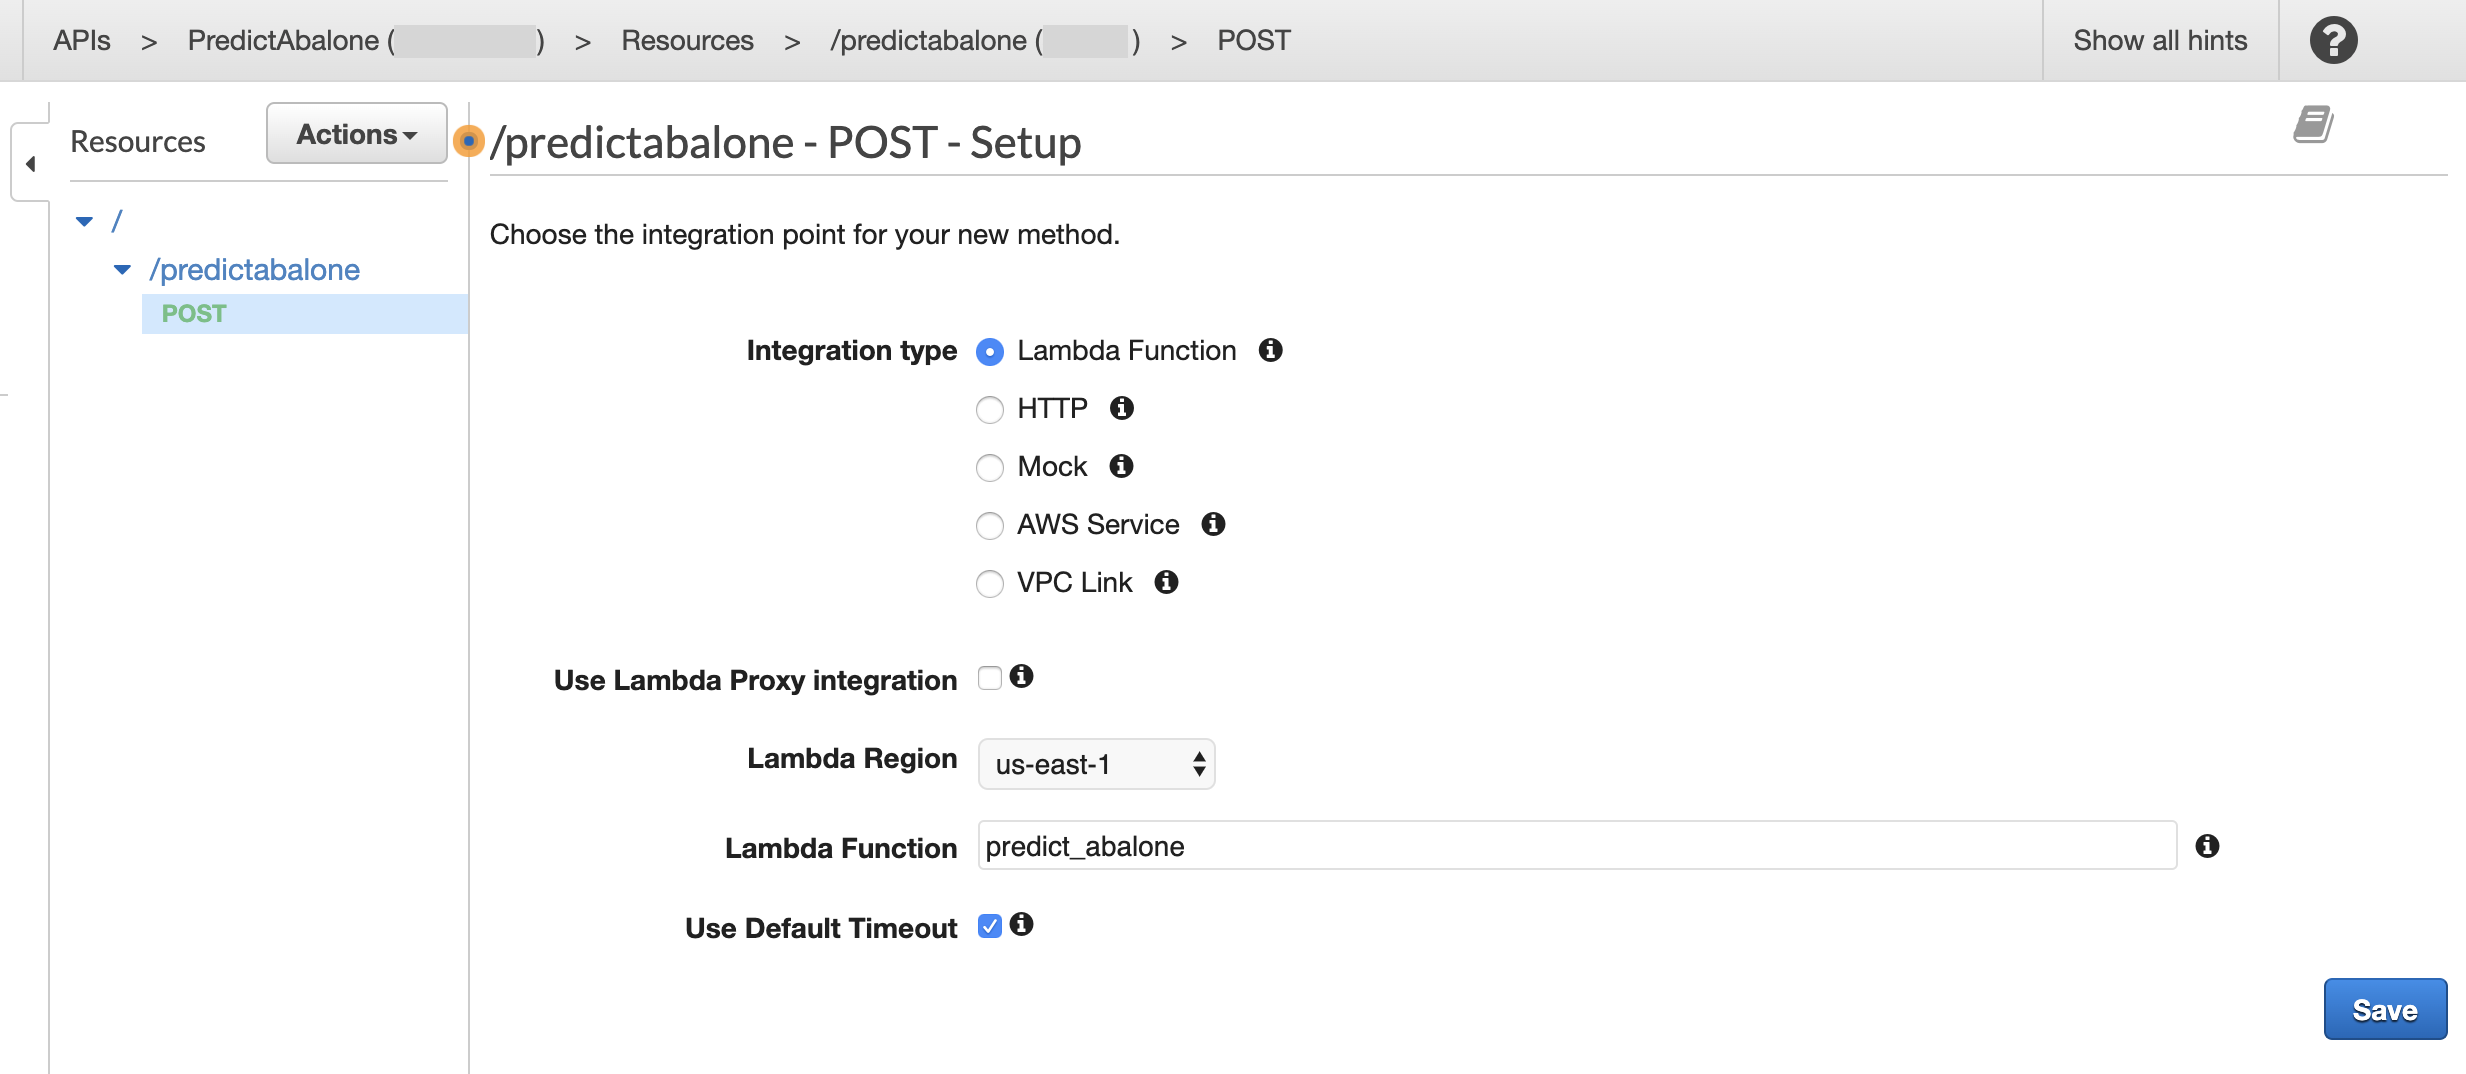 APIs > PredictAbalone ( ) > Resources > /predictabalone ( ) > POST Show all hints ?
Resources Actions
/predictabalone - POST - Setup
/
/predictabalone
POST
Choose the integration point for your new method.
Integration type Lambda Function
HTTP
Mock
AWS Service
VPC Link
Use Lambda Proxy integration
Lambda Region us-east-1
Lambda Function predict_abalone
Use Default Timeout
Save